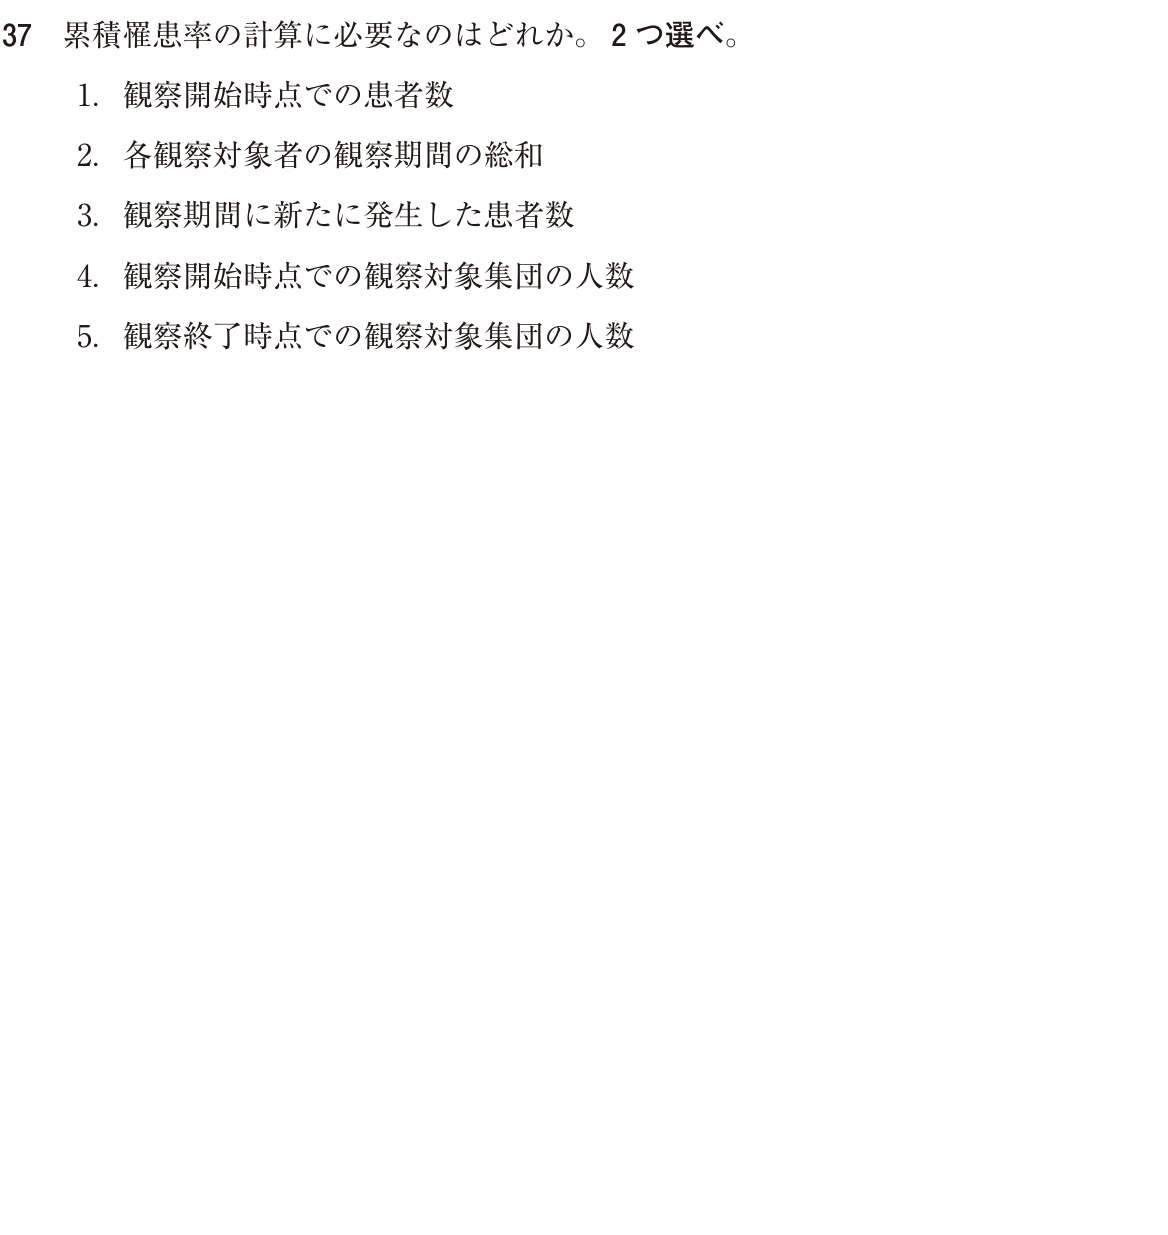 37 累積罹患率の計算に必要なのはどれか。2 つ選べ。
1. 観察開始時点での患者数
2. 各観察対象者の観察期間の総和
3. 観察期間に新たに発生した患者数
4. 観察開始時点での観察対象集団の人数
5. 観察終了時点での観察対象集団の人数